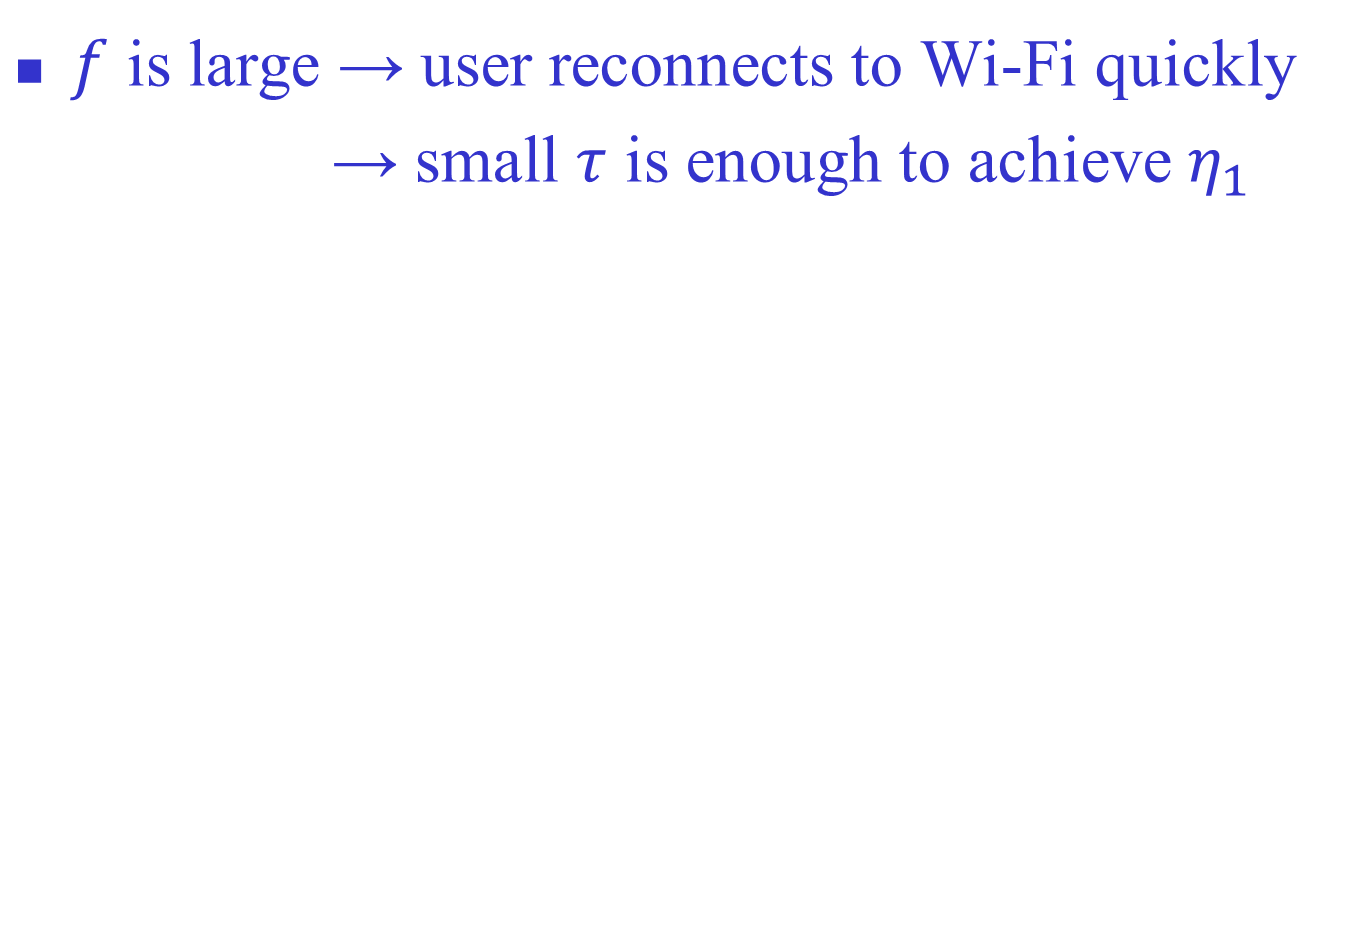 ▪ 𝑓 is large → user reconnects to Wi-Fi quickly
→ small 𝜏 is enough to achieve 𝜂₁